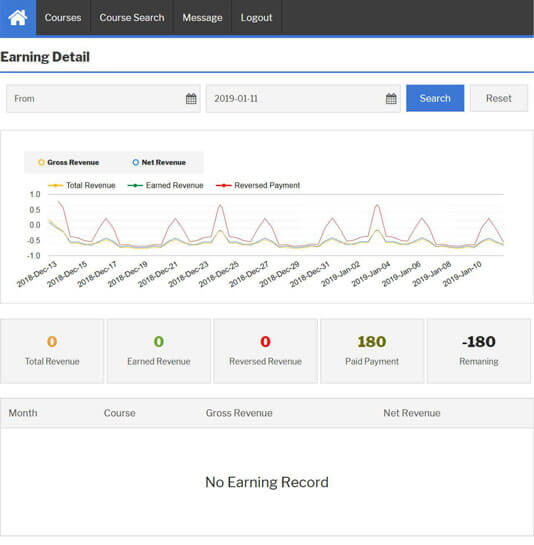 Courses Course Search Message Logout
Earning Detail
From 2019-01-11 Search Reset
Gross Revenue Net Revenue
Total Revenue Earned Revenue Reversed Payment
1.0
0.5
0.0
-0.5
-1.0
2018-Dec-13 2018-Dec-15 2018-Dec-17 2018-Dec-19 2018-Dec-21 2018-Dec-23 2018-Dec-25 2018-Dec-27 2018-Dec-29 2018-Dec-31 2019-Jan-02 2019-Jan-04 2019-Jan-06 2019-Jan-08 2019-Jan-10
0 0 0 180 -180
Total Revenue Earned Revenue Reversed Revenue Paid Payment Remaning
Month Course Gross Revenue Net Revenue
No Earning Record